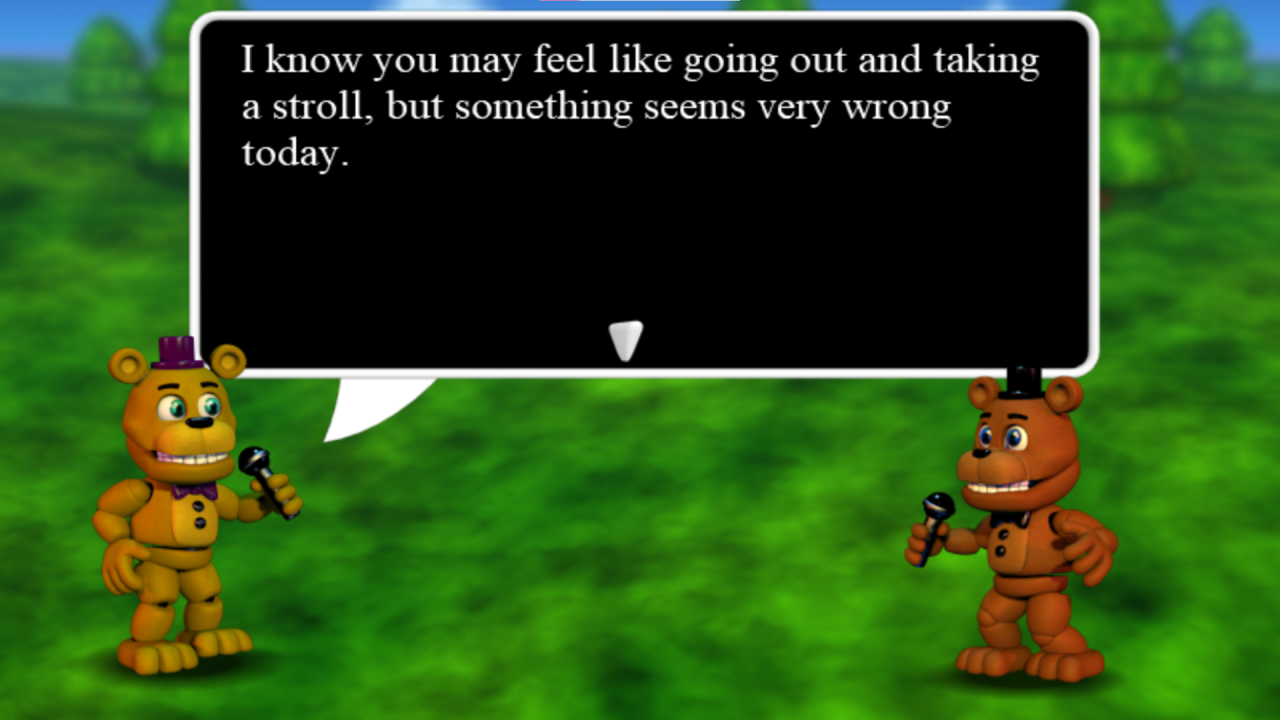 I know you may feel like going out and taking
a stroll, but something seems very wrong
today.